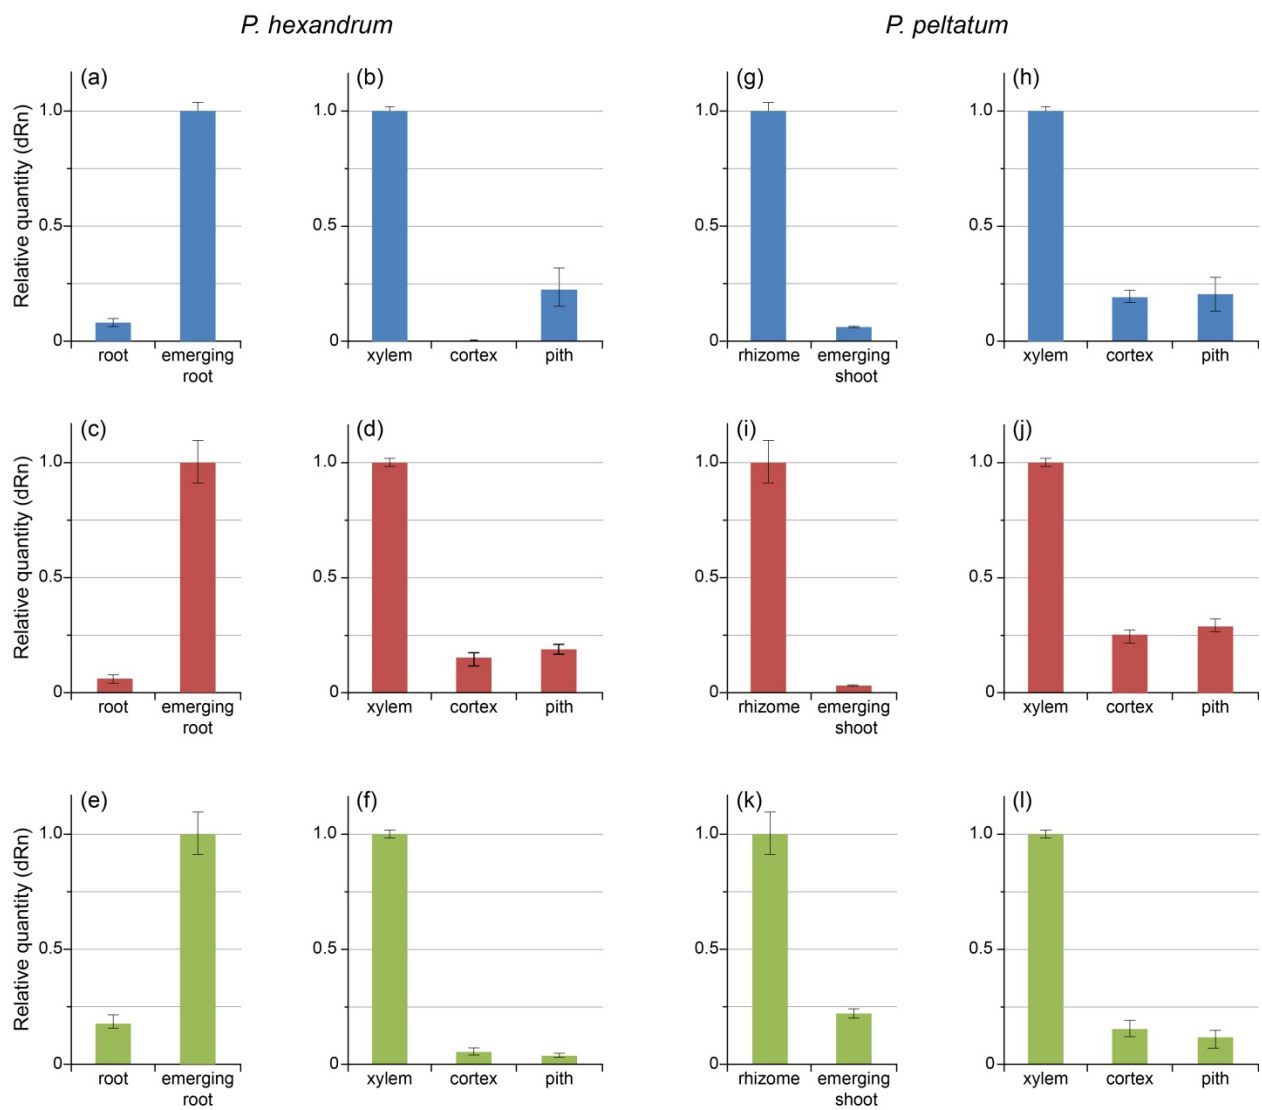 P. hexandrum P. peltatum
(a) (b) (g) (h)
Relative quantity (dRn)
1.0 1.0 1.0 1.0
0.5 0.5 0.5 0.5
0 0 0 0
root emerging root xylem cortex pith rhizome emerging shoot xylem cortex pith
(c) (d) (i) (j)
Relative quantity (dRn)
1.0 1.0 1.0 1.0
0.5 0.5 0.5 0.5
0 0 0 0
root emerging root xylem cortex pith rhizome emerging shoot xylem cortex pith
(e) (f) (k) (l)
Relative quantity (dRn)
1.0 1.0 1.0 1.0
0.5 0.5 0.5 0.5
0 0 0 0
root emerging root xylem cortex pith rhizome emerging shoot xylem cortex pith